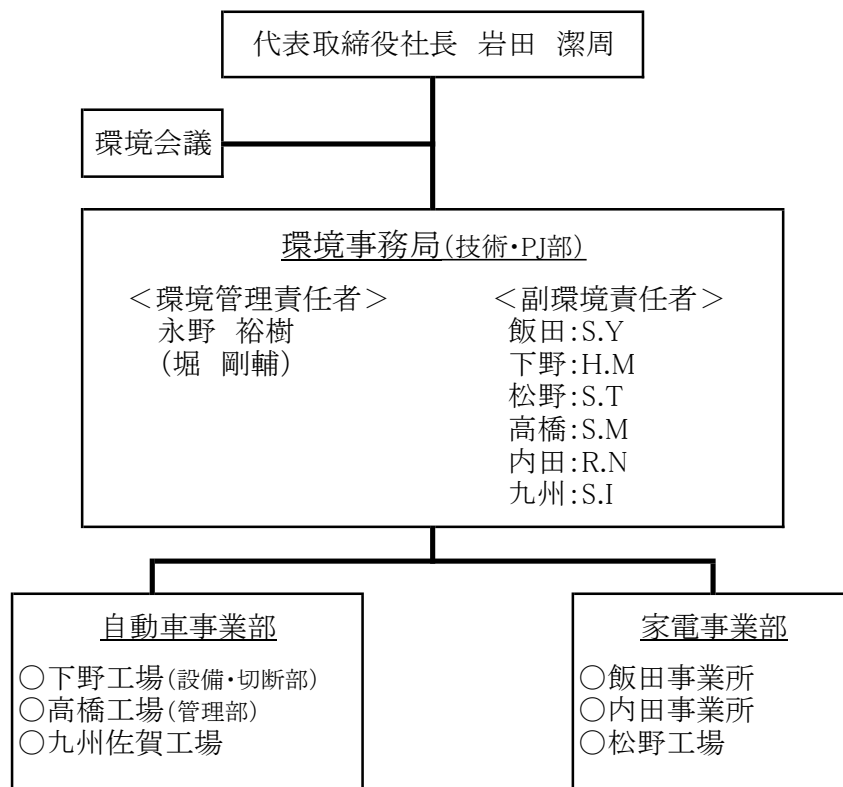 代表取締役社長 岩田 潔周
環境会議
環境事務局(技術・PJ部)
＜環境管理責任者＞
永野 裕樹
(堀 剛輔)
＜副環境責任者＞
飯田:S.Y
下野:H.M
松野:S.T
高橋:S.M
内田:R.N
九州:S.I
自動車事業部
○下野工場(設備・切断部)
○高橋工場(管理部)
○九州佐賀工場
家電事業部
○飯田事業所
○内田事業所
○松野工場